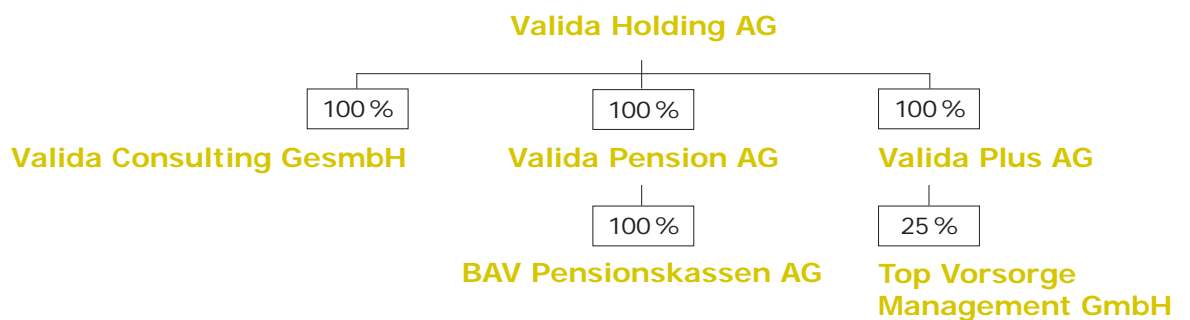 Valida Holding AG
100 %
100 %
100 %
Valida Consulting GesmbH
Valida Pension AG
Valida Plus AG
100 %
25 %
BAV Pensionskassen AG
Top Vorsorge
Management GmbH